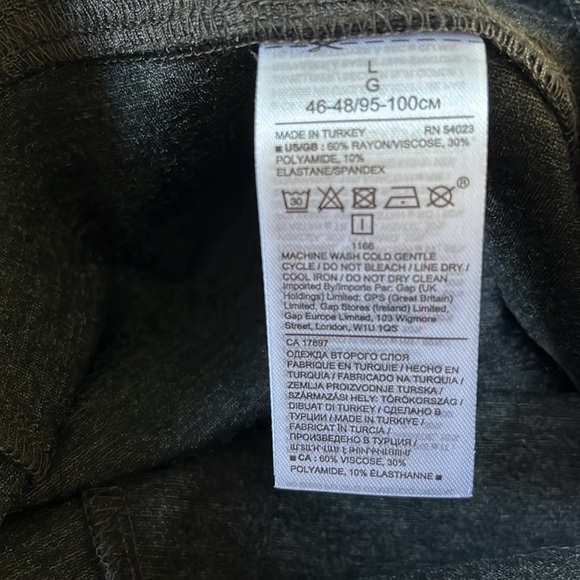 L
G
46-48/95-100CM
MADE IN TURKEY RN 54023
■ US/GB : 60% RAYON/VISCOSE, 30%
POLYAMIDE, 10%
ELASTANE/SPANDEX
30 ®
I
1166
MACHINE WASH COLD GENTLE
CYCLE / DO NOT BLEACH / LINE DRY /
COOL IRON / DO NOT DRY CLEAN
Imported By/Importe Par: Gap (UK
Holdings) Limited: GPS (Great Britain)
Limited, Gap Stores (Ireland) Limited,
Gap Europe Limited, 103 Wigmore
Street, London, W1U 1QS
CA 17897
ОДЕЖДА ВТОРОГО СЛОЯ
FABRIQUE EN TURQUIE / HECHO EN
TURQUIA / FABRICADO NA TURQUIA /
ZEMLJA PROIZVODNJE TURSKA /
SZÁRMAZÁSI HELY: TÖRÖKORSZÁG /
DIBUAT DI TURKEY / СДЕЛАНО В
ТУРЦИИ / MADE IN TURKIYE /
FABRICAT ÎN TURCIA /
ПРОИЗВЕДЕНО В ТУРЦИИ /
■ CA : 60% VISCOSE, 30%
POLYAMIDE, 10% ÉLASTHANNE ■